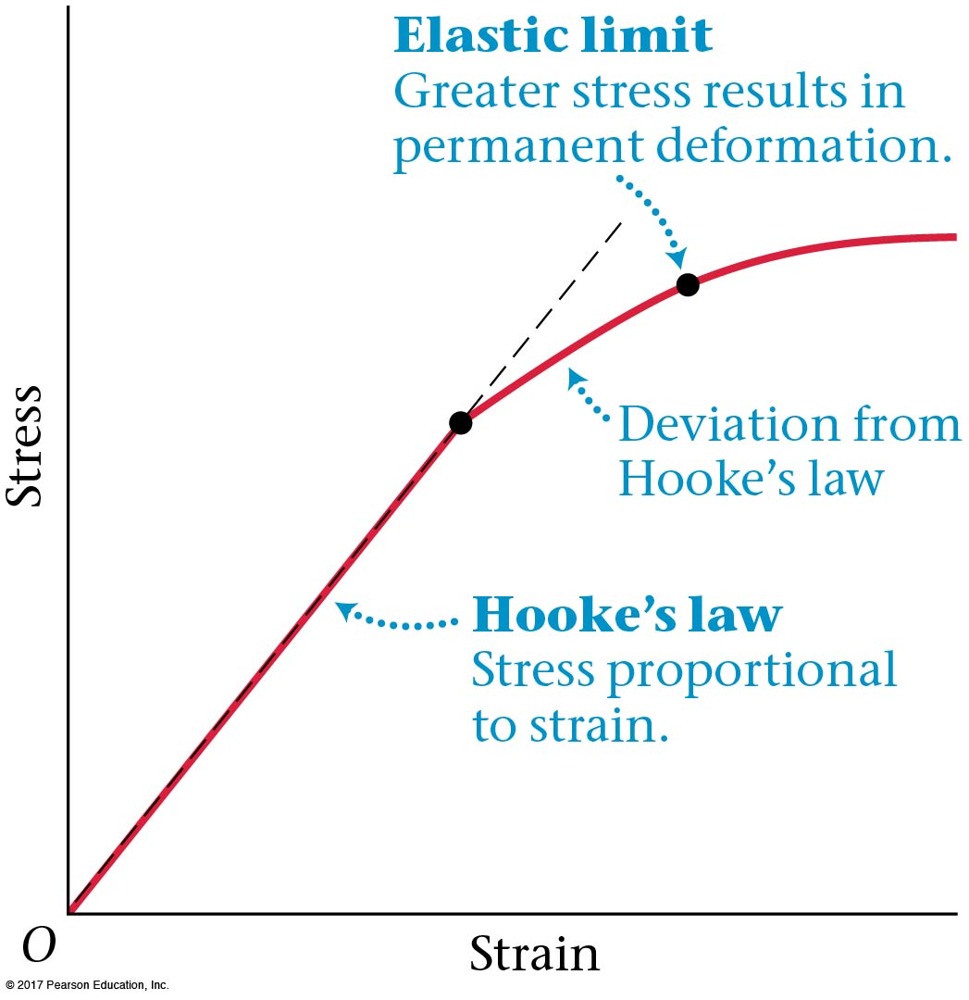 Elastic limit
Greater stress results in
permanent deformation.
Stress
Deviation from
Hooke’s law
Hooke’s law
Stress proportional
to strain.
O
Strain
© 2017 Pearson Education, Inc.